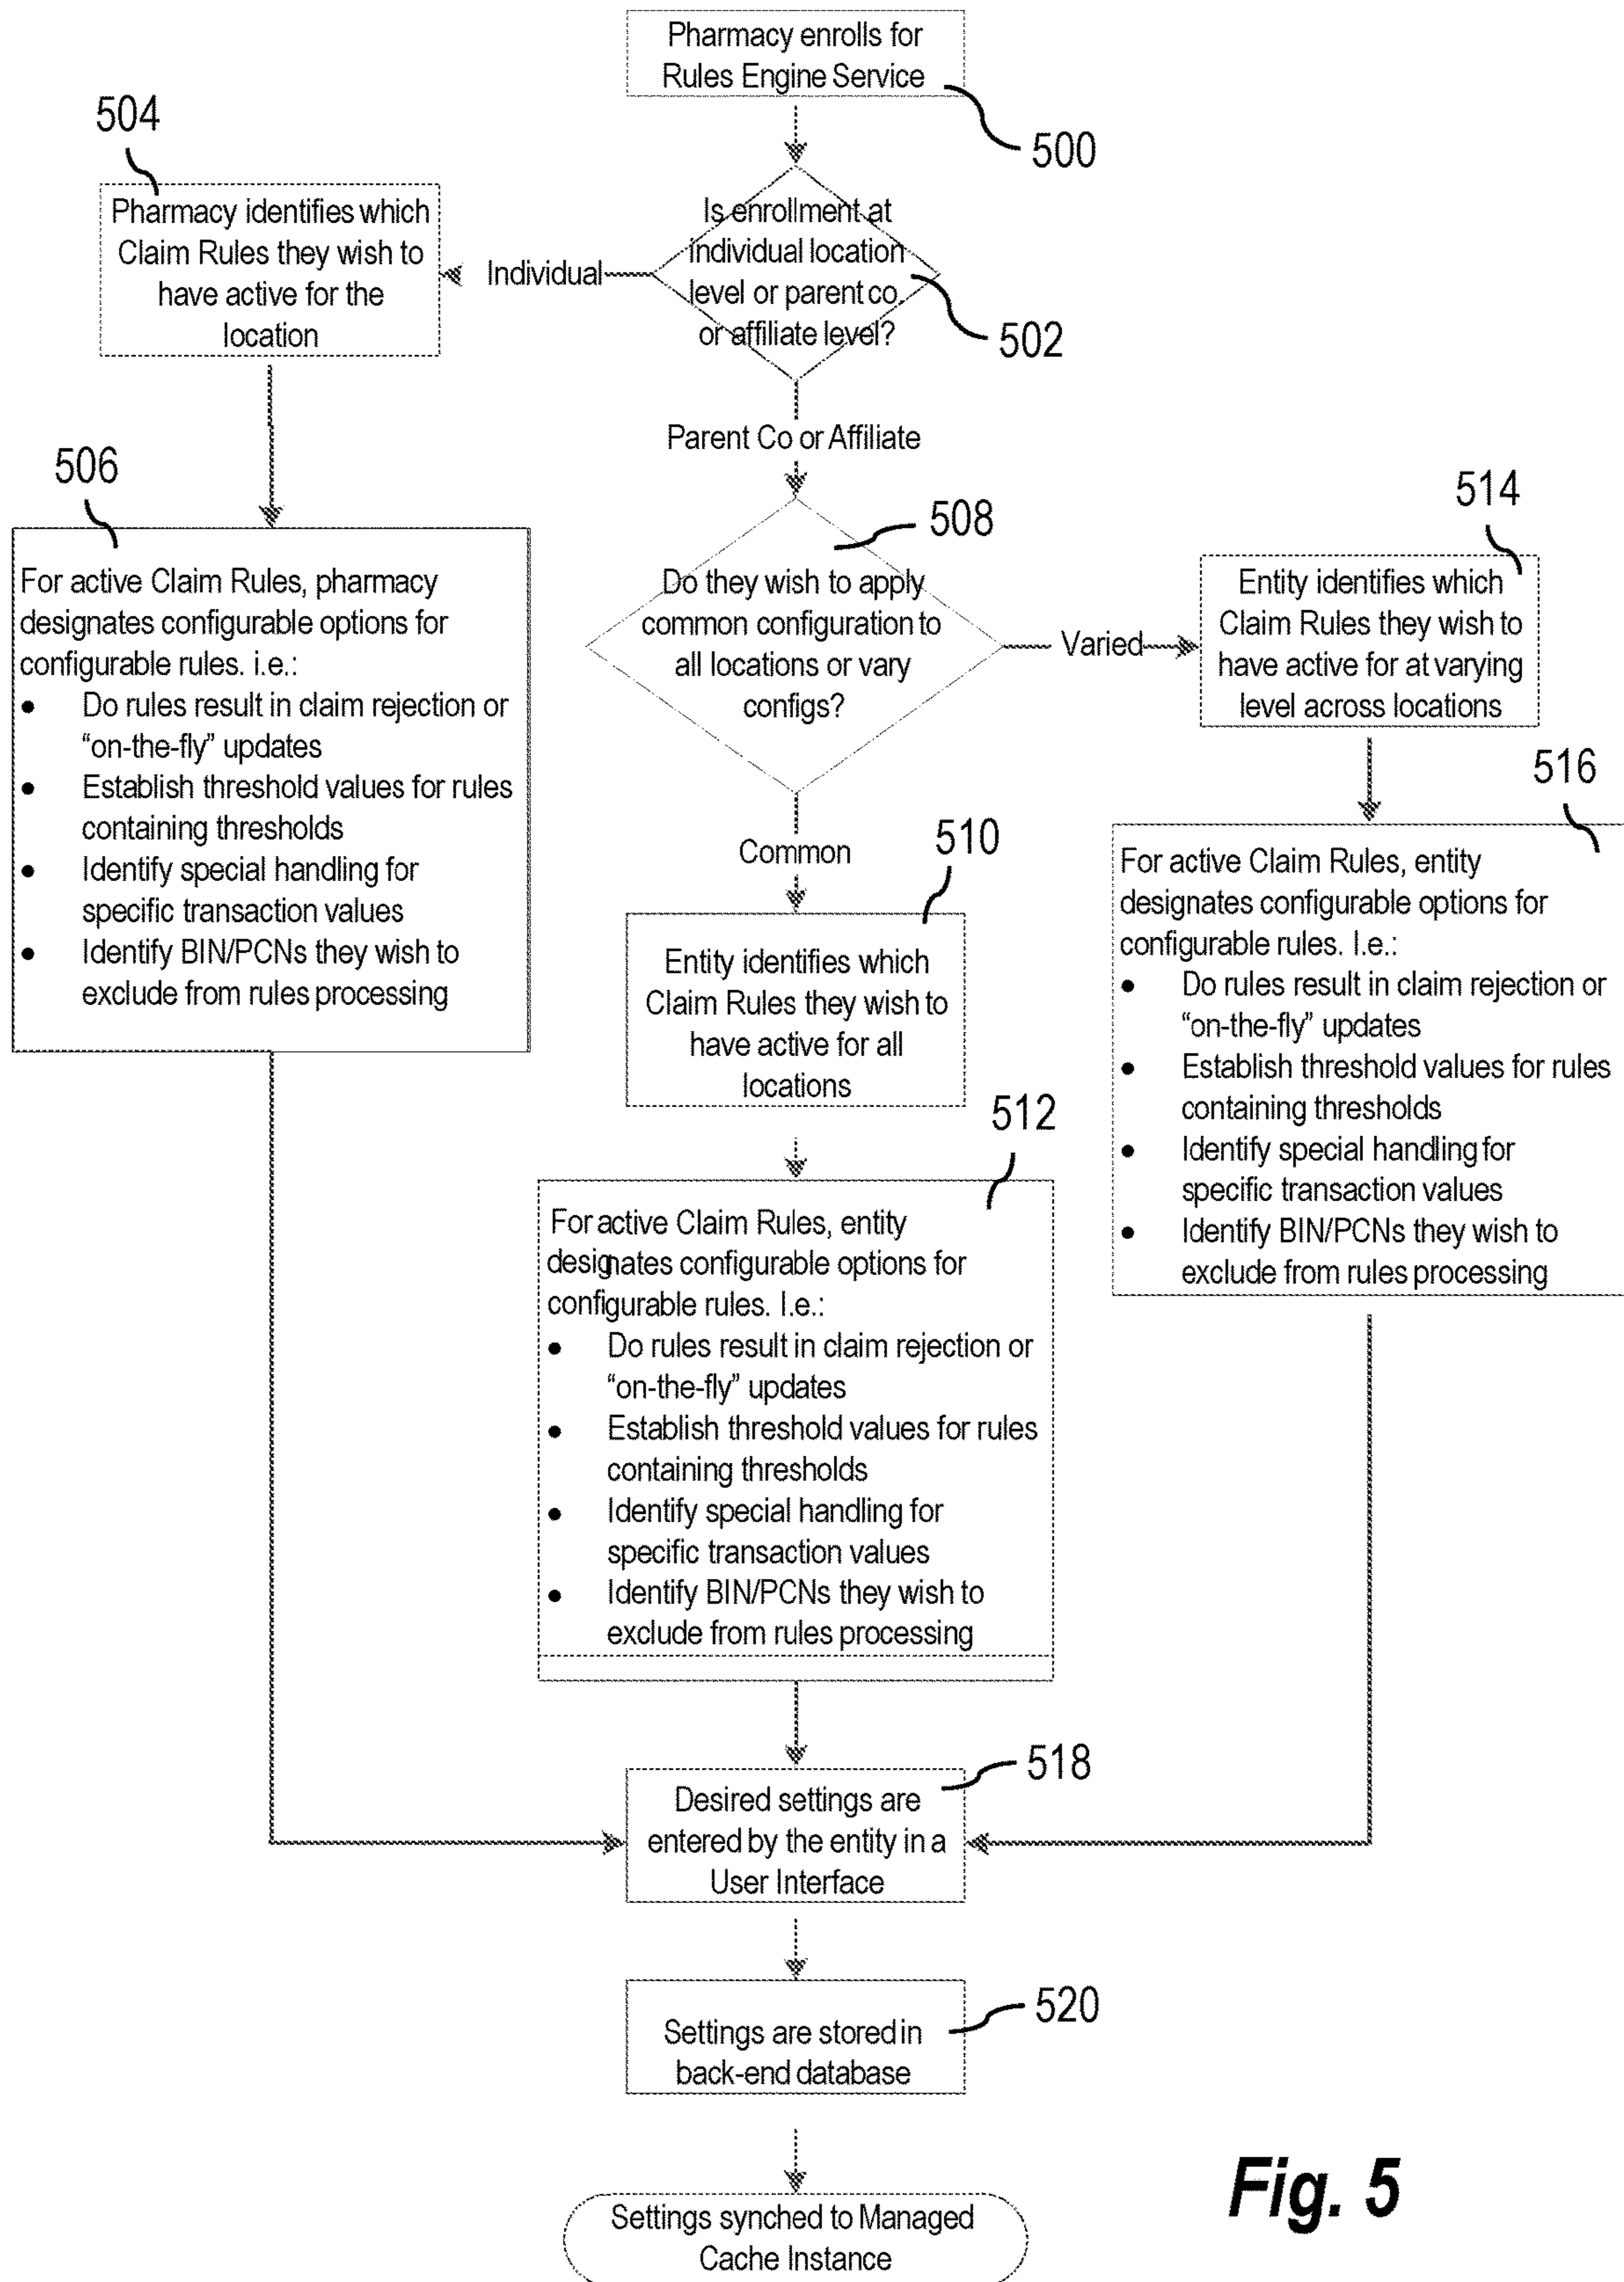 Pharmacy enrolls for
Rules Engine Service
500
504
Pharmacy identifies which
Claim Rules they wish to
have active for the
location
Individual
Is enrollment at
individual location
level or parent co.
or affiliate level?
502
Parent Co or Affiliate
506
For active Claim Rules, pharmacy
designates configurable options for
configurable rules. i.e.:
● Do rules result in claim rejection or
“on-the-fly” updates
● Establish threshold values for rules
containing thresholds
● Identify special handling for
specific transaction values
● Identify BIN/PCNs they wish to
exclude from rules processing
508
Do they wish to apply
common configuration to
all locations or vary
configs?
Varied
514
Entity identifies which
Claim Rules they wish to
have active for at varying
level across locations
516
For active Claim Rules, entity
designates configurable options for
configurable rules. I.e.:
● Do rules result in claim rejection or
“on-the-fly” updates
● Establish threshold values for rules
containing thresholds
● Identify special handling for
specific transaction values
● Identify BIN/PCNs they wish to
exclude from rules processing
Common
510
Entity identifies which
Claim Rules they wish to
have active for all
locations
512
For active Claim Rules, entity
designates configurable options for
configurable rules. I.e.:
● Do rules result in claim rejection or
“on-the-fly” updates
● Establish threshold values for rules
containing thresholds
● Identify special handling for
specific transaction values
● Identify BIN/PCNs they wish to
exclude from rules processing
518
Desired settings are
entered by the entity in a
User Interface
520
Settings are stored in
back-end database
Settings synched to Managed
Cache Instance
Fig. 5